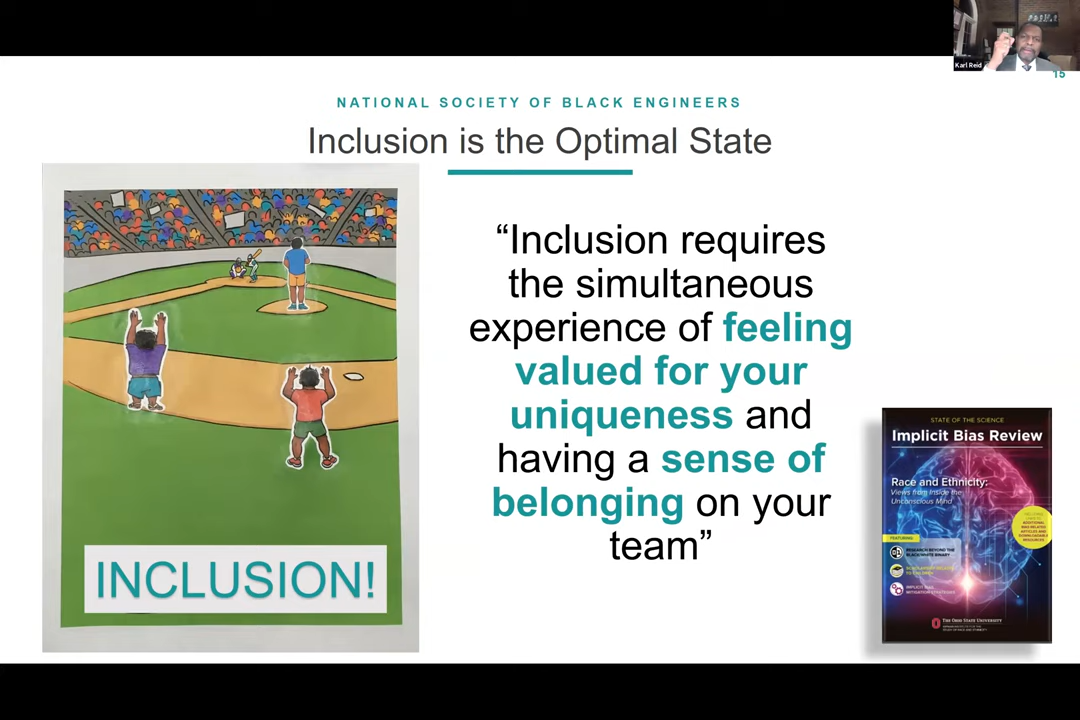 Karl Reid
15
NATIONAL SOCIETY OF BLACK ENGINEERS
Inclusion is the Optimal State
“Inclusion requires
the simultaneous
experience of feeling
valued for your
uniqueness and
having a sense of
belonging on your
team”
INCLUSION!
STATE OF THE SCIENCE
Implicit Bias Review
Race and Ethnicity:
Views from Inside the
Unconscious Mind
FEATURING:
RESEARCH BEYOND THE
BLACK/WHITE BINARY
IMPLICIT BIAS
MITIGATION STRATEGIES
THE OHIO STATE UNIVERSITY